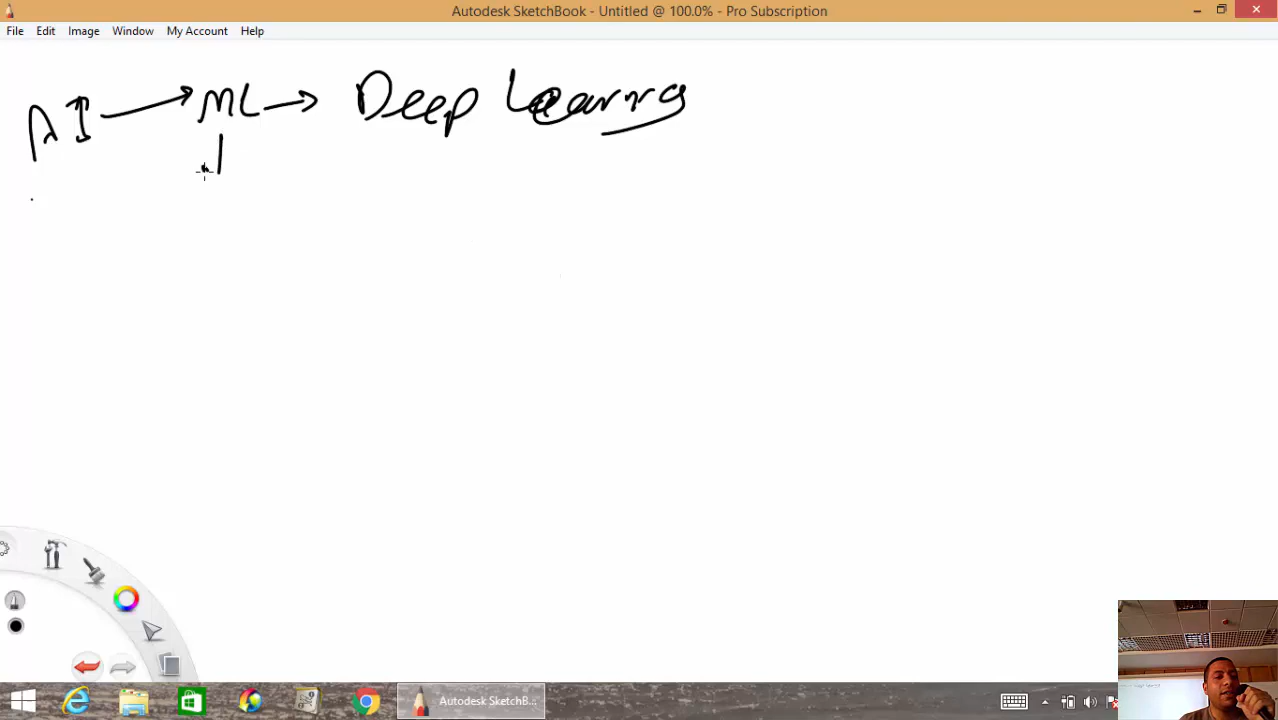 Autodesk SketchBook - Untitled @ 100.0% - Pro Subscription
File Edit Image Window My Account Help
AI → ML → Deep Learning
Autodesk SketchB...